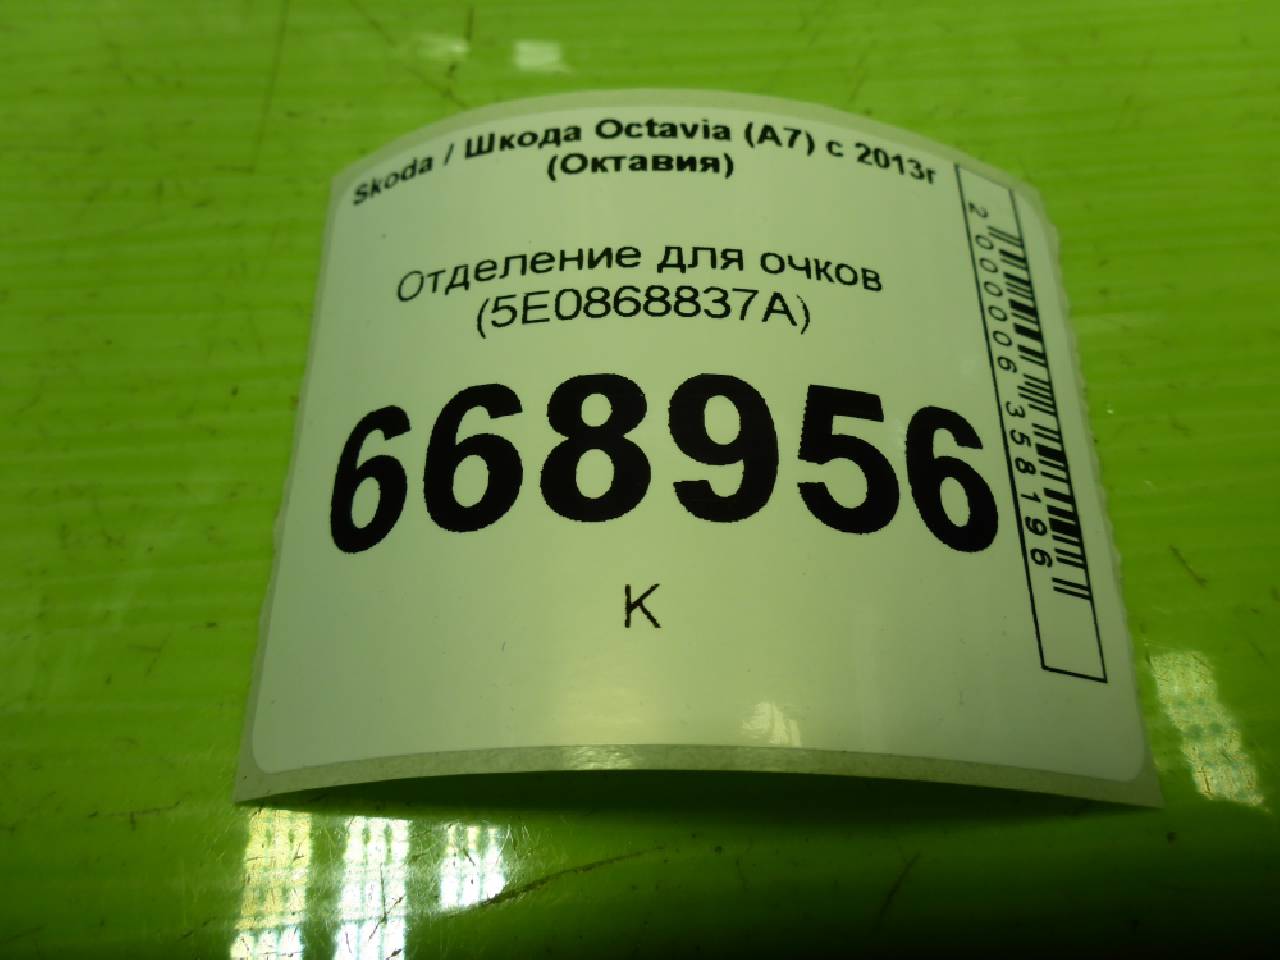 Skoda / Шкода Octavia (A7) с 2013г
(Октавия)
Отделение для очков
(5E0868837A)
668956
К
2000006358196